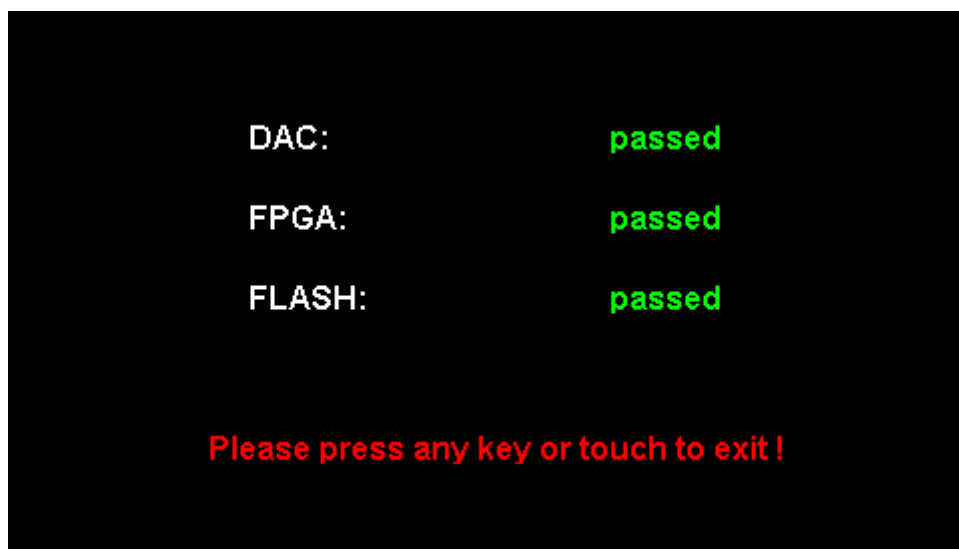 DAC: passed
FPGA: passed
FLASH: passed
Please press any key or touch to exit !